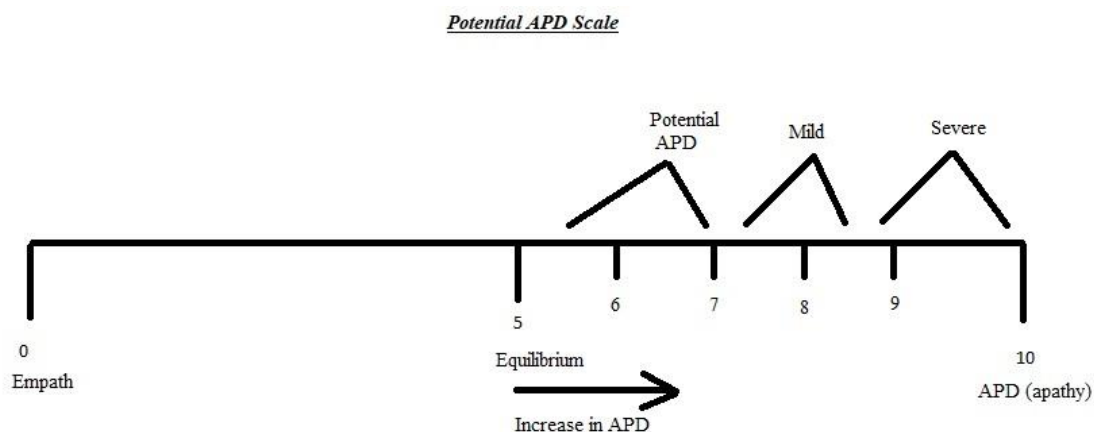 Potential APD Scale
Potential
APD
Mild
Severe
5
6
7
8
9
0
Empath
Equilibrium
10
APD (apathy)
Increase in APD